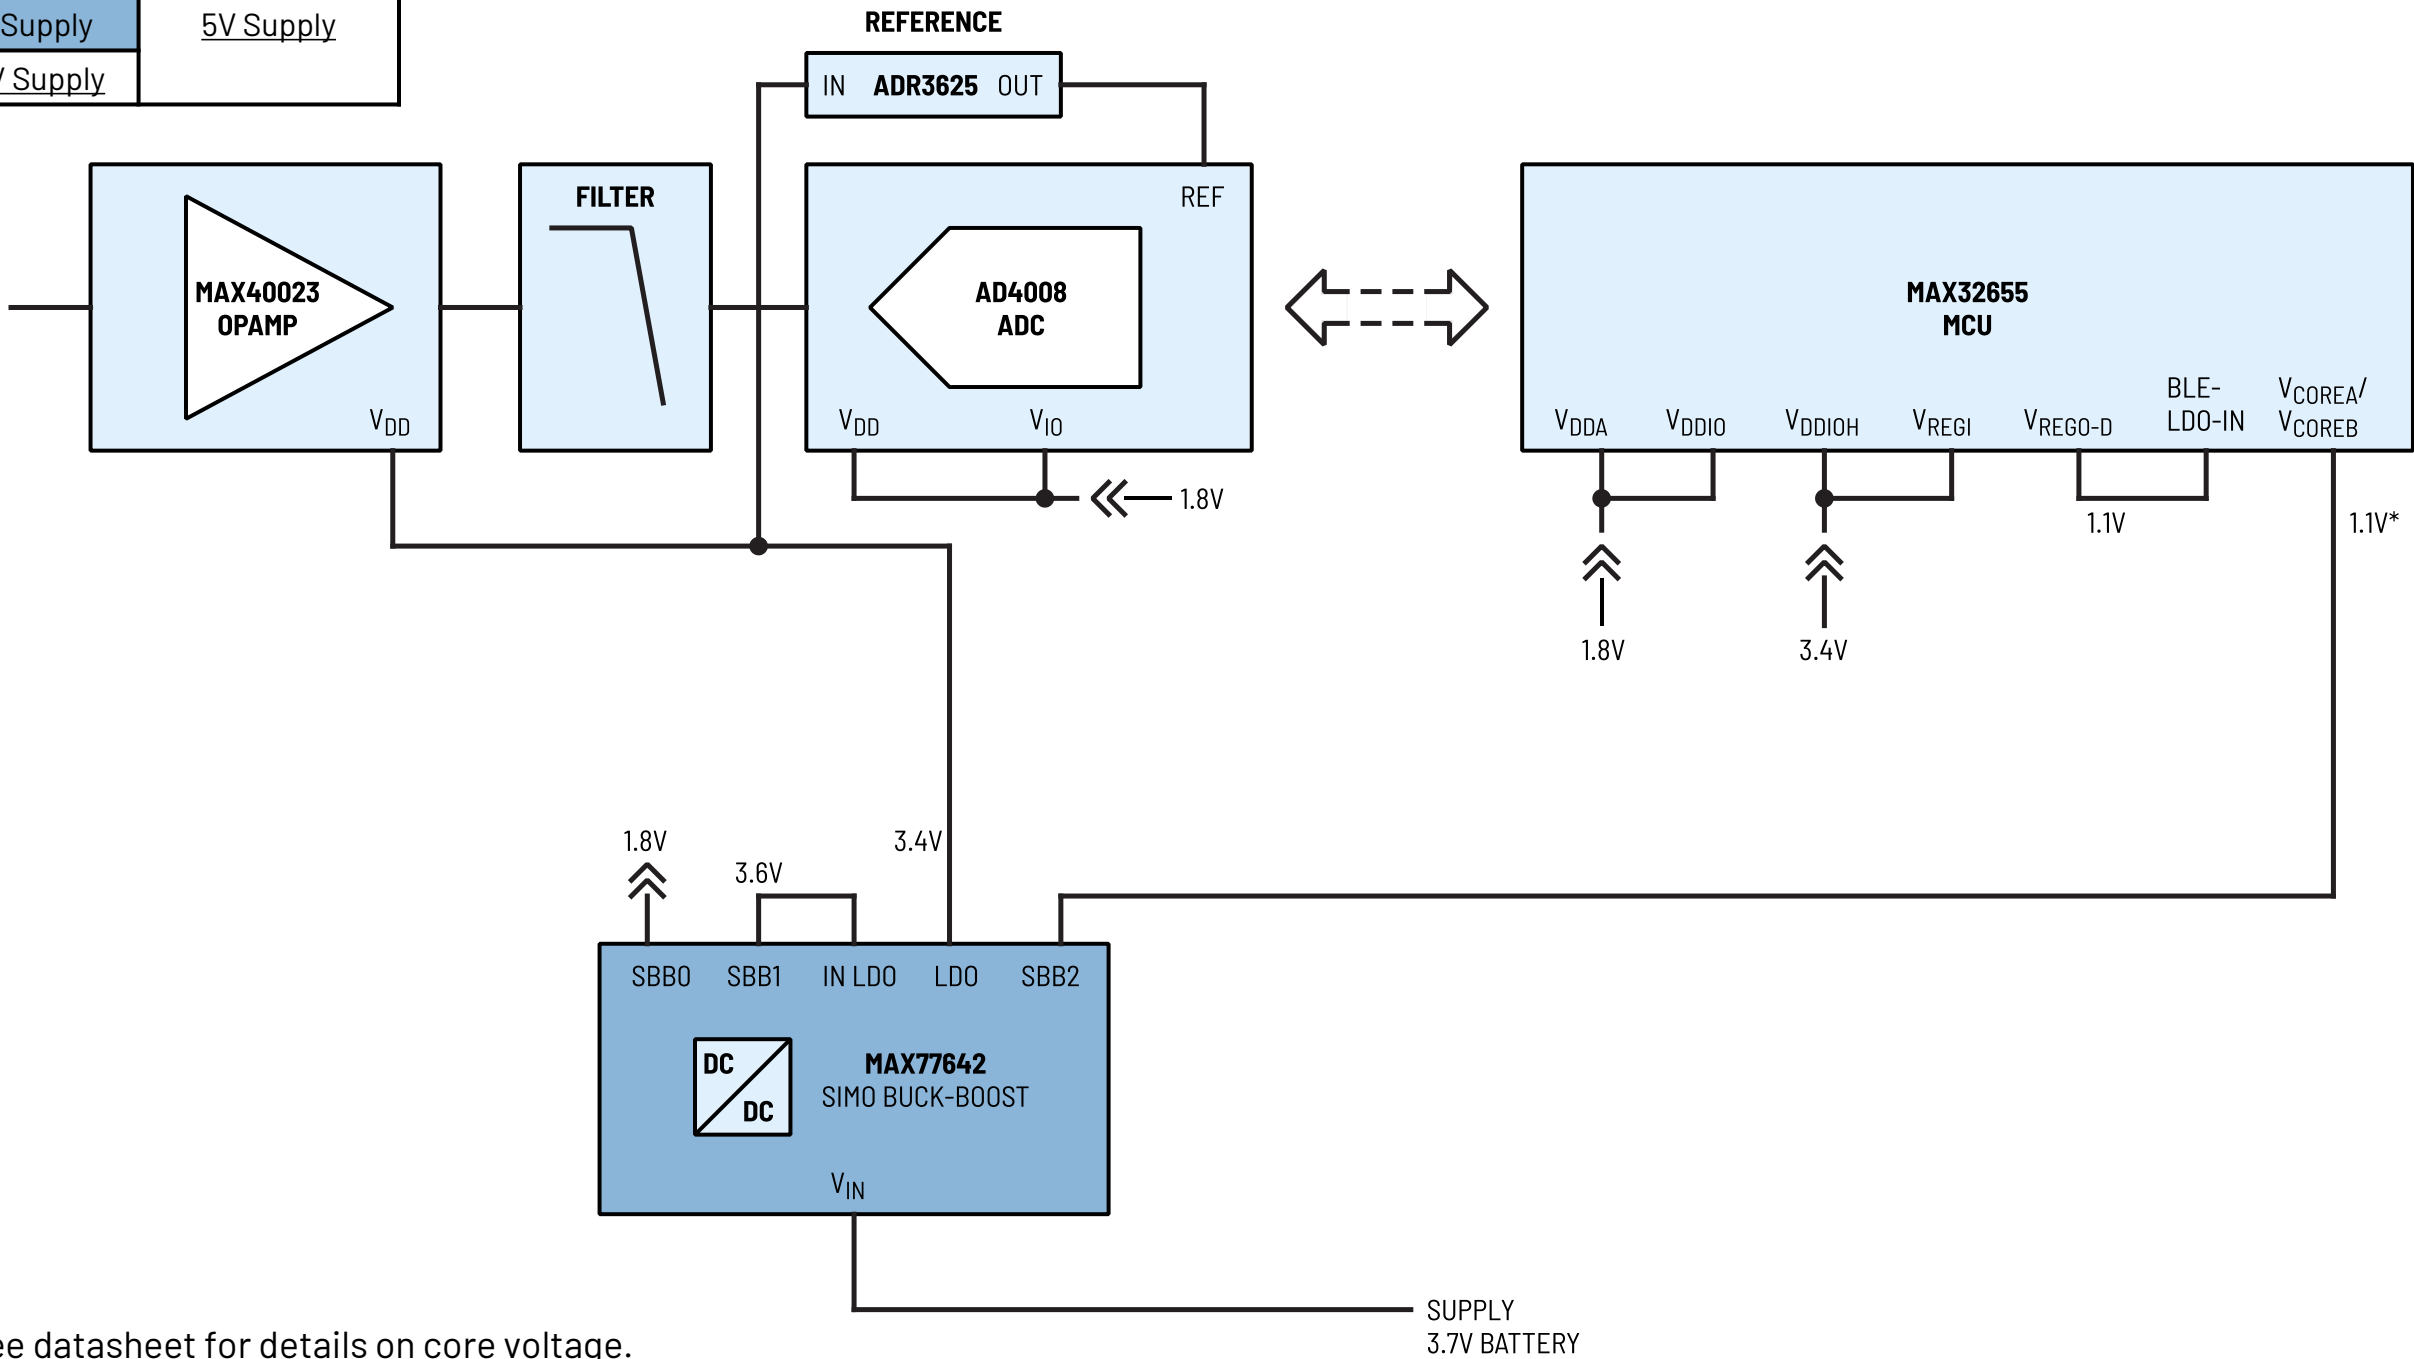 Supply
5V Supply
V Supply
REFERENCE
IN ADR3625 OUT
FILTER
REF
MAX40023
OPAMP
AD4008
ADC
MAX32655
MCU
VDD
VDD
VIO
VDDA
VDDIO
VDDIOH
VREGI
VREGO-D
BLE-
LDO-IN
VCOREA/
VCOREB
1.8V
1.1V
1.1V*
1.8V
3.4V
1.8V
3.6V
3.4V
SBB0
SBB1
IN LDO
LDO
SBB2
DC
DC
MAX77642
SIMO BUCK-BOOST
VIN
SUPPLY
3.7V BATTERY
ee datasheet for details on core voltage.